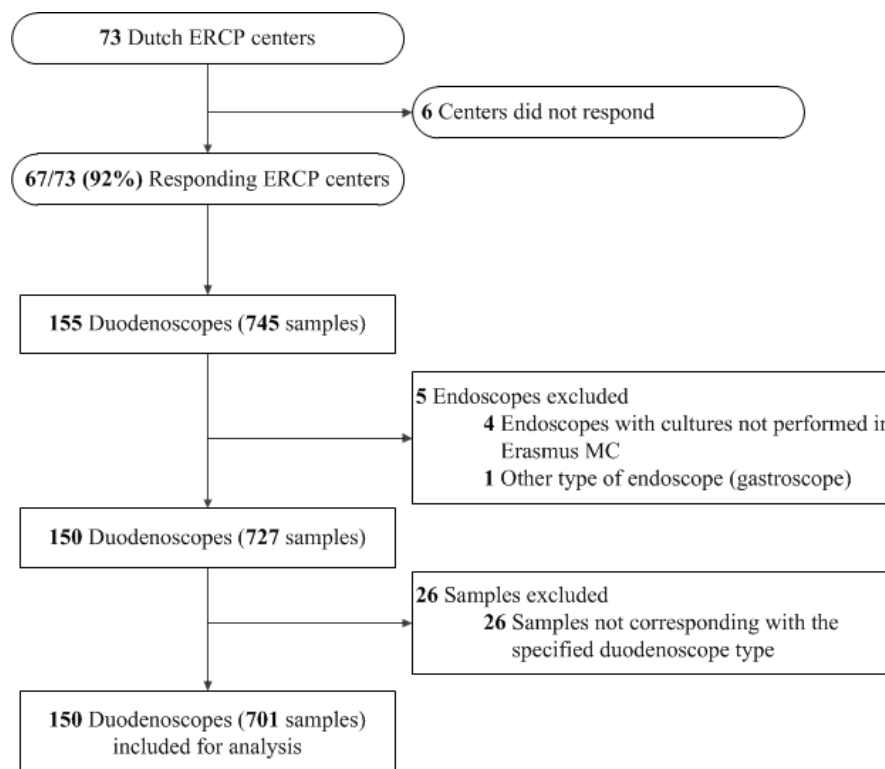 73 Dutch ERCP centers
6 Centers did not respond
67/73 (92%) Responding ERCP centers
155 Duodenoscopes (745 samples)
5 Endoscopes excluded
4 Endoscopes with cultures not performed in
Erasmus MC
1 Other type of endoscope (gastroscope)
150 Duodenoscopes (727 samples)
26 Samples excluded
26 Samples not corresponding with the
specified duodenoscope type
150 Duodenoscopes (701 samples)
included for analysis